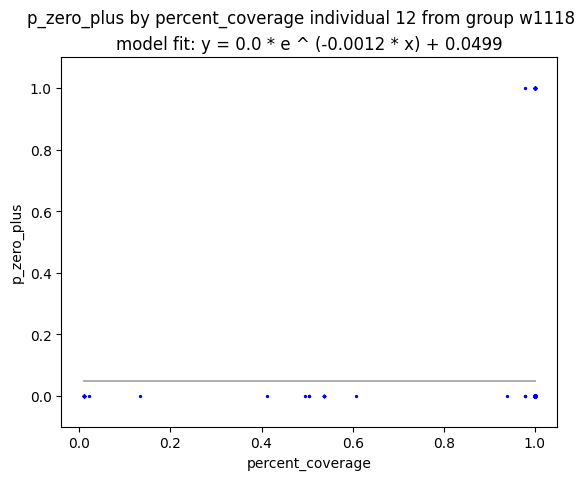 p_zero_plus by percent_coverage individual 12 from group w1118
model fit: y = 0.0 * e ^ (-0.0012 * x) + 0.0499
p_zero_plus
1.0
0.8
0.6
0.4
0.2
0.0
0.0 0.2 0.4 0.6 0.8 1.0
percent_coverage